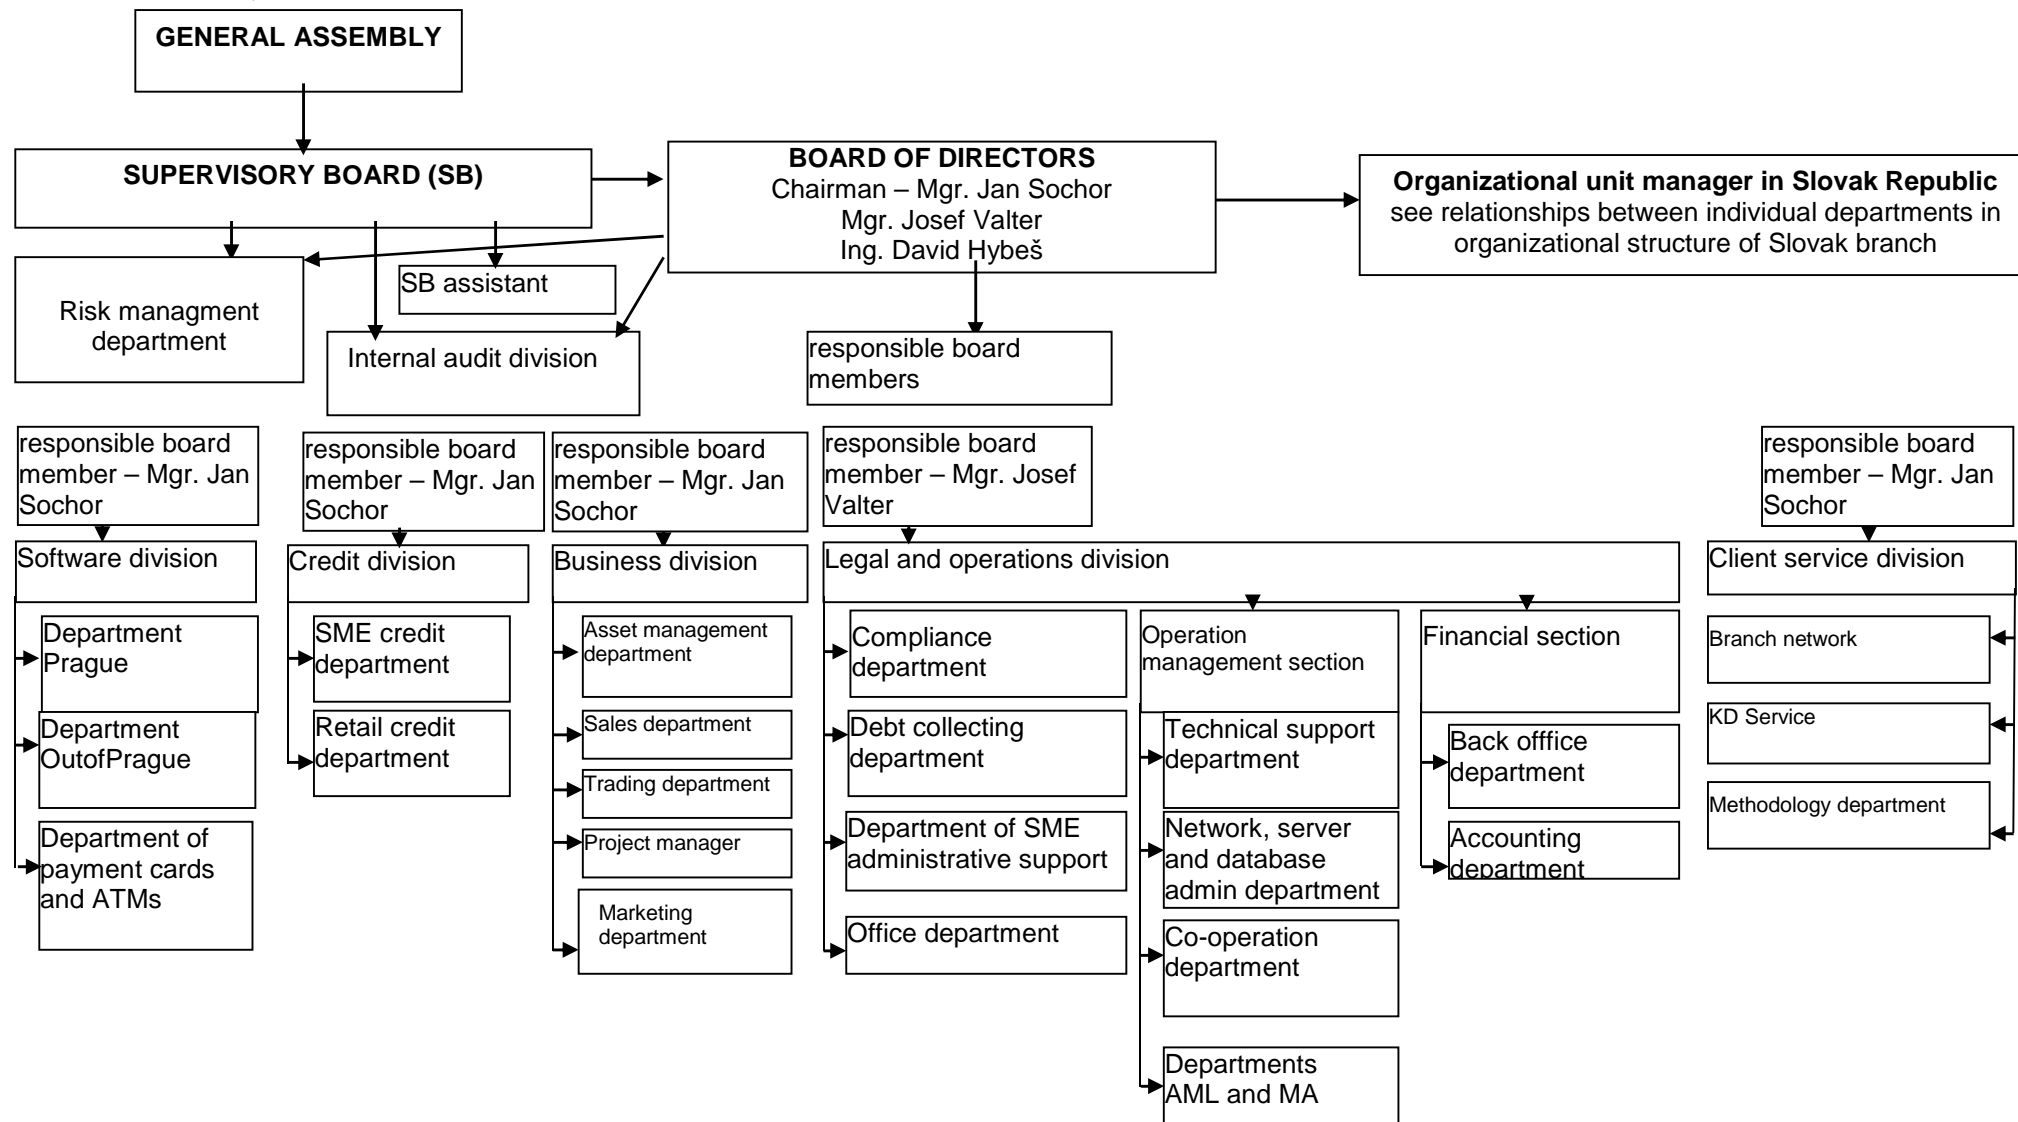 GENERAL ASSEMBLY
SUPERVISORY BOARD (SB)
BOARD OF DIRECTORS
Chairman – Mgr. Jan Sochor
Mgr. Josef Valter
Ing. David Hybeš
Organizational unit manager in Slovak Republic
see relationships between individual departments in
organizational structure of Slovak branch
Risk managment
department
SB assistant
Internal audit division
responsible board
members
responsible board
member – Mgr. Jan
Sochor
responsible board
member – Mgr. Jan
Sochor
responsible board
member – Mgr. Jan
Sochor
responsible board
member – Mgr. Josef
Valter
responsible board
member – Mgr. Jan
Sochor
Software division
Credit division
Business division
Legal and operations division
Client service division
Department
Prague
Department
OutofPrague
Department of
payment cards
and ATMs
SME credit
department
Retail credit
department
Asset management
department
Sales department
Trading department
Project manager
Marketing
department
Compliance
department
Debt collecting
department
Department of SME
administrative support
Office department
Operation
management section
Technical support
department
Network, server
and database
admin department
Co-operation
department
Departments
AML and MA
Financial section
Back offfice
department
Accounting
department
Branch network
KD Service
Methodology department